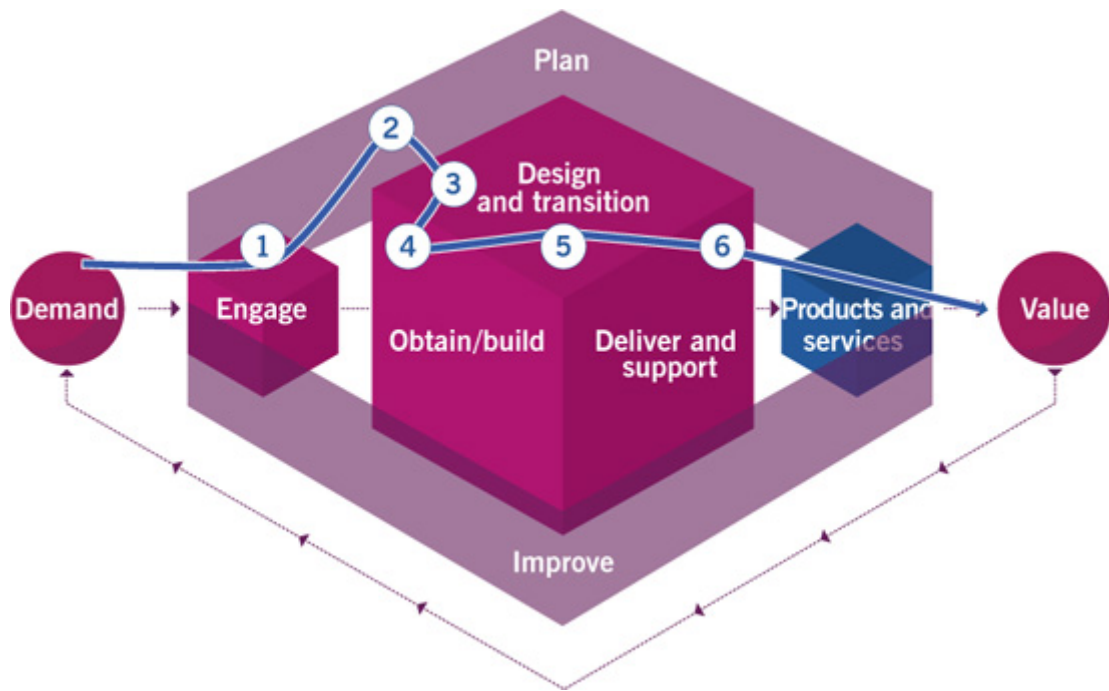 Plan
2
3
Design
and transition
1
4
5
6
Demand
Engage
Obtain/build
Deliver and
support
Products and
services
Value
Improve